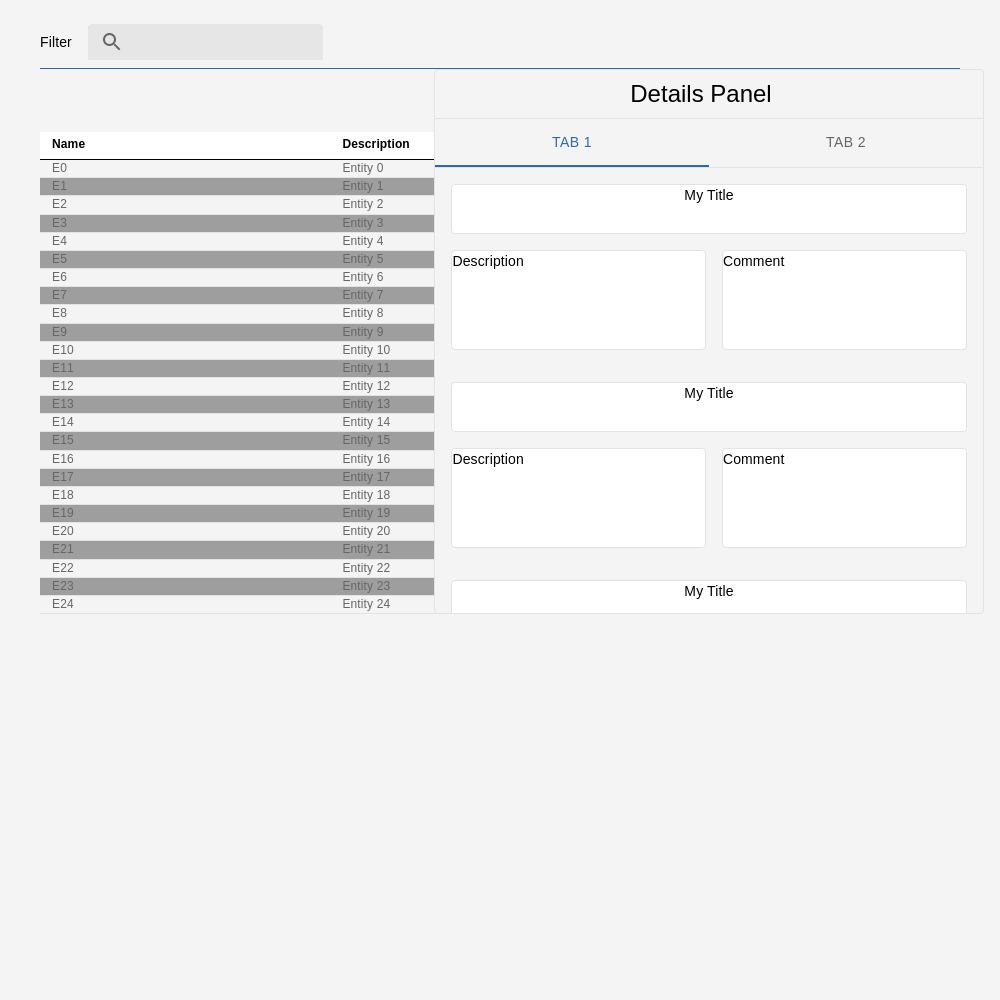 Filter
Details Panel
TAB 1 TAB 2
Name Description
E0 Entity 0
E1 Entity 1
E2 Entity 2
E3 Entity 3
E4 Entity 4
E5 Entity 5
E6 Entity 6
E7 Entity 7
E8 Entity 8
E9 Entity 9
E10 Entity 10
E11 Entity 11
E12 Entity 12
E13 Entity 13
E14 Entity 14
E15 Entity 15
E16 Entity 16
E17 Entity 17
E18 Entity 18
E19 Entity 19
E20 Entity 20
E21 Entity 21
E22 Entity 22
E23 Entity 23
E24 Entity 24
My Title
Description Comment
My Title
Description Comment
My Title